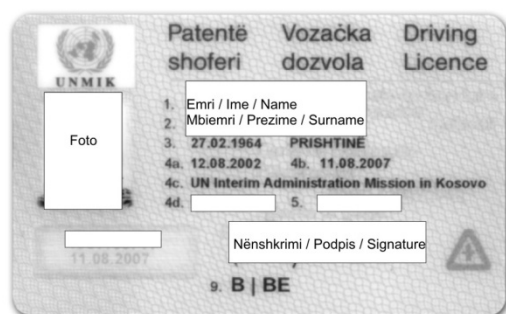 Patentë Vozačka Driving
shoferi dozvola Licence
UNMIK
Foto
1. Emri / Ime / Name
2. Mbiemri / Prezime / Surname
3. 27.02.1964 PRISHTINË
4a. 12.08.2002 4b. 11.08.2007
4c. UN Interim Administration Mission in Kosovo
4d. 5.
Nënshkrimi / Podpis / Signature
11.08.2007
9. B | BE